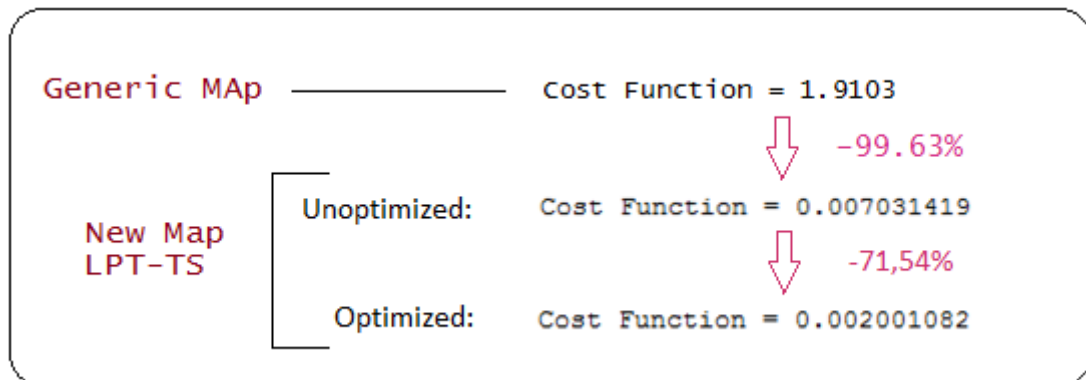 Generic MAp Cost Function = 1.9103
-99.63%
Unoptimized: Cost Function = 0.007031419
New Map
LPT-TS
-71,54%
Optimized: Cost Function = 0.002001082